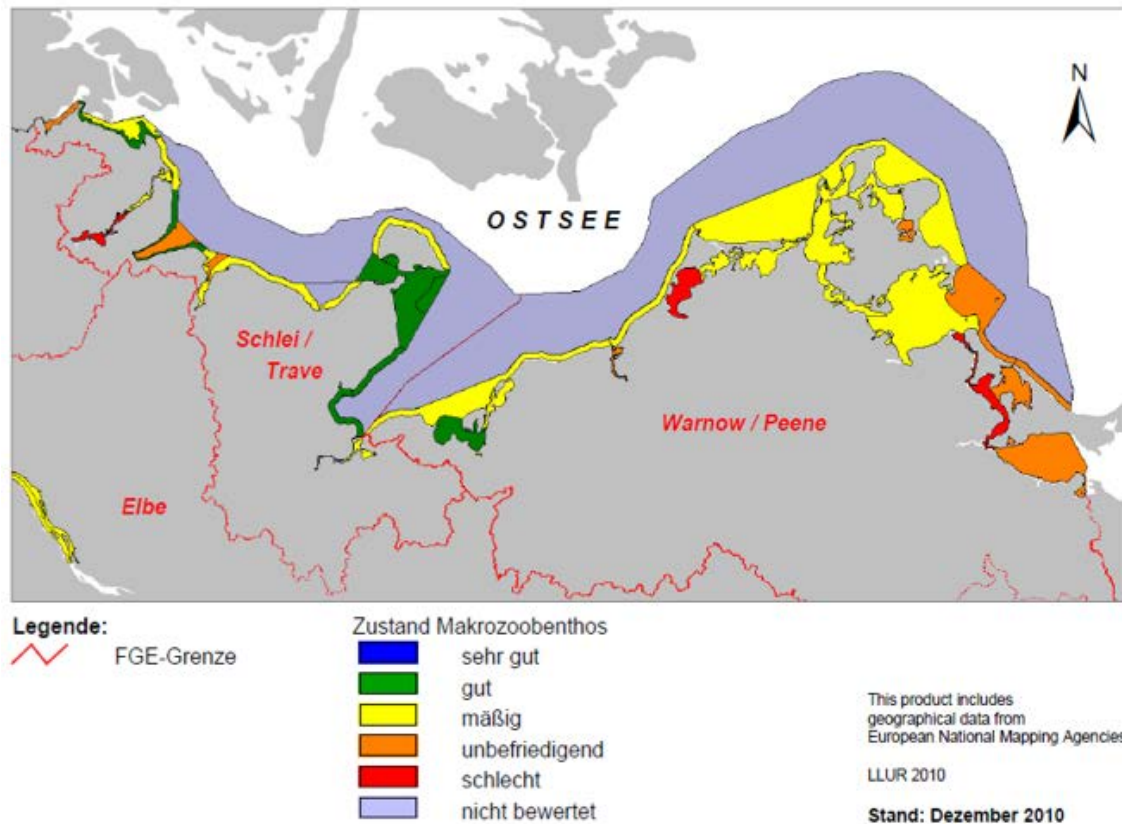 N
OSTSEE
Schlei /
Trave
Warnow / Peene
Elbe
Legende:
FGE-Grenze
Zustand Makrozoobenthos
sehr gut
gut
mäßig
unbefriedigend
schlecht
nicht bewertet
This product includes
geographical data from
European National Mapping Agencies
LLUR 2010
Stand: Dezember 2010